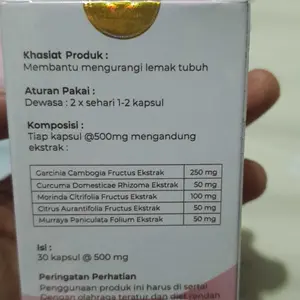 Khasiat Produk :
Membantu mengurangi lemak tubuh
Aturan Pakai :
Dewasa : 2 x sehari 1-2 kapsul
Komposisi :
Tiap kapsul @500mg mengandung
ekstrak :
Garcinia Cambogia Fructus Ekstrak 250 mg
Curcuma Domesticae Rhizoma Ekstrak 50 mg
Morinda Citrifolia Fructus Ekstrak 100 mg
Citrus Aurantifolia Fructus Ekstrak 50 mg
Murraya Paniculata Folium Ekstrak 50 mg
Isi :
30 kapsul @ 500 mg
Peringatan Perhatian
Penggunaan produk ini harus di sertai
Dengan olahraga teratur dan diet rendah